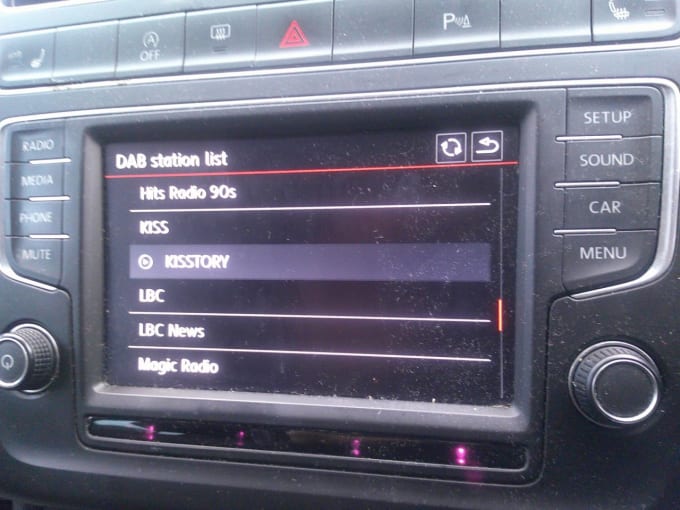 OFF
P
RADIO
MEDIA
PHONE
MUTE
DAB station list
Hits Radio 90s
KISS
KISSTORY
LBC
LBC News
Magic Radio
SETUP
SOUND
CAR
MENU